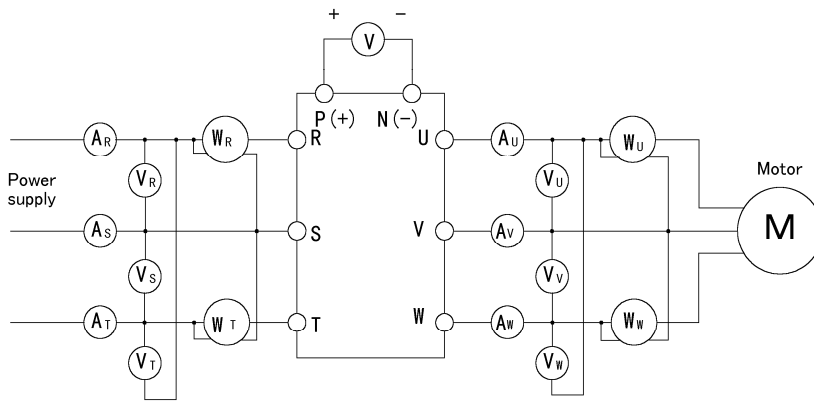 + V −
P(+) N(−)
AR WR R U AU WU
Power
supply
VR VU
Motor
M
AS S V AV
VS VV
AT WT T W AW WW
VT VW